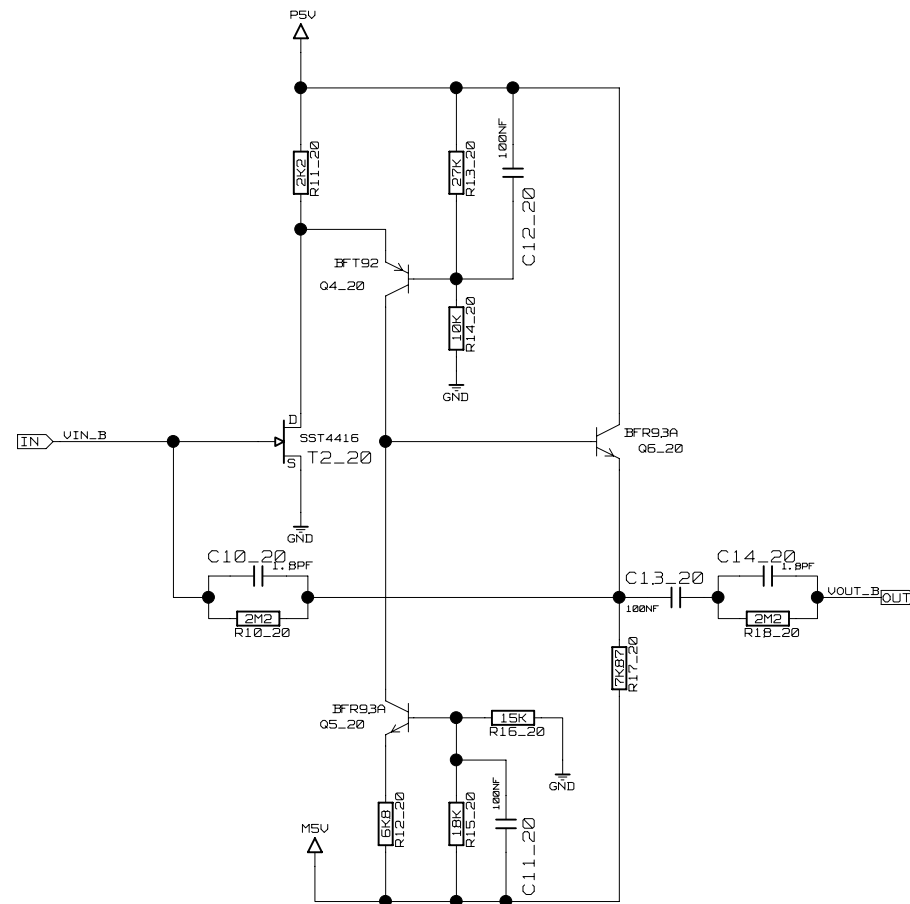 P5V
2K2
R11_20
27K
R13_20
100NF
C12_20
BFT92
Q4_20
10K
R14_20
GND
IN
VIN_B
D
SST4416
S
T2_20
GND
BFR93A
Q6_20
C10_20
1.8PF
2M2
R10_20
C13_20
100NF
C14_20
1.8PF
2M2
R18_20
VOUT_B
OUT
7K87
R17_20
BFR93A
Q5_20
15K
R16_20
GND
6K8
R12_20
18K
R15_20
100NF
C11_20
M5V